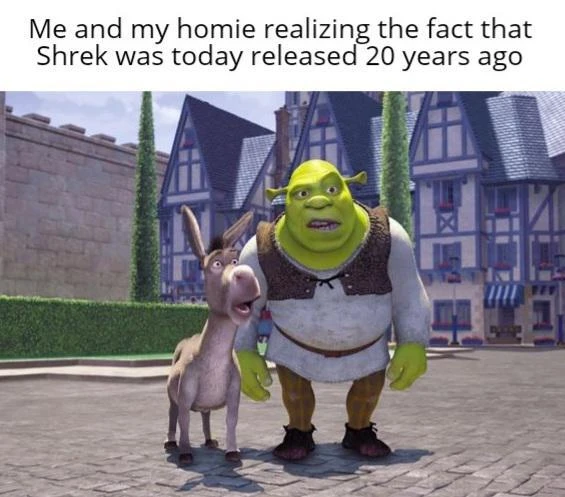 Me and my homie realizing the fact that
Shrek was today released 20 years ago